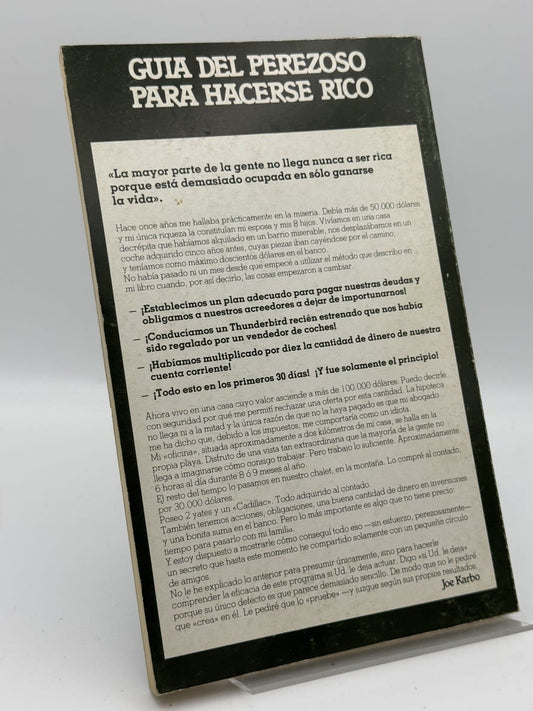 GUIA DEL PEREZOSO
PARA HACERSE RICO
«La mayor parte de la gente no llega nunca a ser rica
porque está demasiado ocupada en sólo ganarse
la vida».
Hace once años me hallaba prácticamente en la miseria. Debía más de 50.000 dólares
y mi única riqueza la constituían mi esposa y mis 8 hijos. Vivíamos en una casa
decrépita que habíamos alquilado en un barrio miserable, nos desplazábamos en un
coche adquirido cinco años antes, cuyas piezas iban cayéndose por el camino,
y teníamos como máximo doscientos dólares en el banco.
No había pasado ni un mes desde que empecé a utilizar el método que describo en
mi libro cuando, por así decirlo, las cosas empezaron a cambiar.
— ¡Establecimos un plan adecuado para pagar nuestras deudas y
obligamos a nuestros acreedores a dejar de importunarnos!
— ¡Conducíamos un Thunderbird recién estrenado que nos había
sido regalado por un vendedor de coches!
— ¡Habíamos multiplicado por diez la cantidad de dinero de nuestra
cuenta corriente!
— ¡Todo esto en los primeros 30 días! ¡Y fue solamente el principio!
Ahora vivo en una casa cuyo valor asciende a más de 100.000 dólares. Puedo decirle
con seguridad por qué me permití rechazar una oferta por esta cantidad. La hipoteca
no llega ni a la mitad y la única razón de que no la haya pagado es que mi abogado
me ha dicho que, debido a los impuestos, me comportaría como un idiota.
Mi «oficina», situada aproximadamente a dos kilómetros de mi casa, se halla en la
propia playa. Disfruto de una vista tan extraordinaria que la mayoría de la gente no
llega a imaginarse cómo consigo trabajar. Pero trabajo lo suficiente. Aproximadamente
6 horas al día durante 8 ó 9 meses al año.
El resto del tiempo lo pasamos en nuestro chalet, en la montaña. Lo compré al contado,
por 30.000 dólares.
Poseo 2 yates y un «Cadillac». Todo adquirido al contado.
También tenemos acciones, obligaciones, una buena cantidad de dinero en inversiones
y una bonita suma en el banco. Pero lo más importante es algo que no tiene precio:
tiempo para pasarlo con mi familia.
Y estoy dispuesto a mostrarle cómo conseguí todo eso —sin esfuerzo, perezosamente—
un secreto que hasta este momento he compartido solamente con un pequeño círculo
de amigos.
No le he explicado lo anterior para presumir únicamente, sino para hacerle
comprender la eficacia de este programa si Ud. le deja actuar. Digo «si Ud. le deja»
porque su único defecto es que parece demasiado sencillo. De modo que no le pediré
que «crea» en él. Le pediré que lo «pruebe» —y juzgue según sus propios resultados.
Joe Karbo